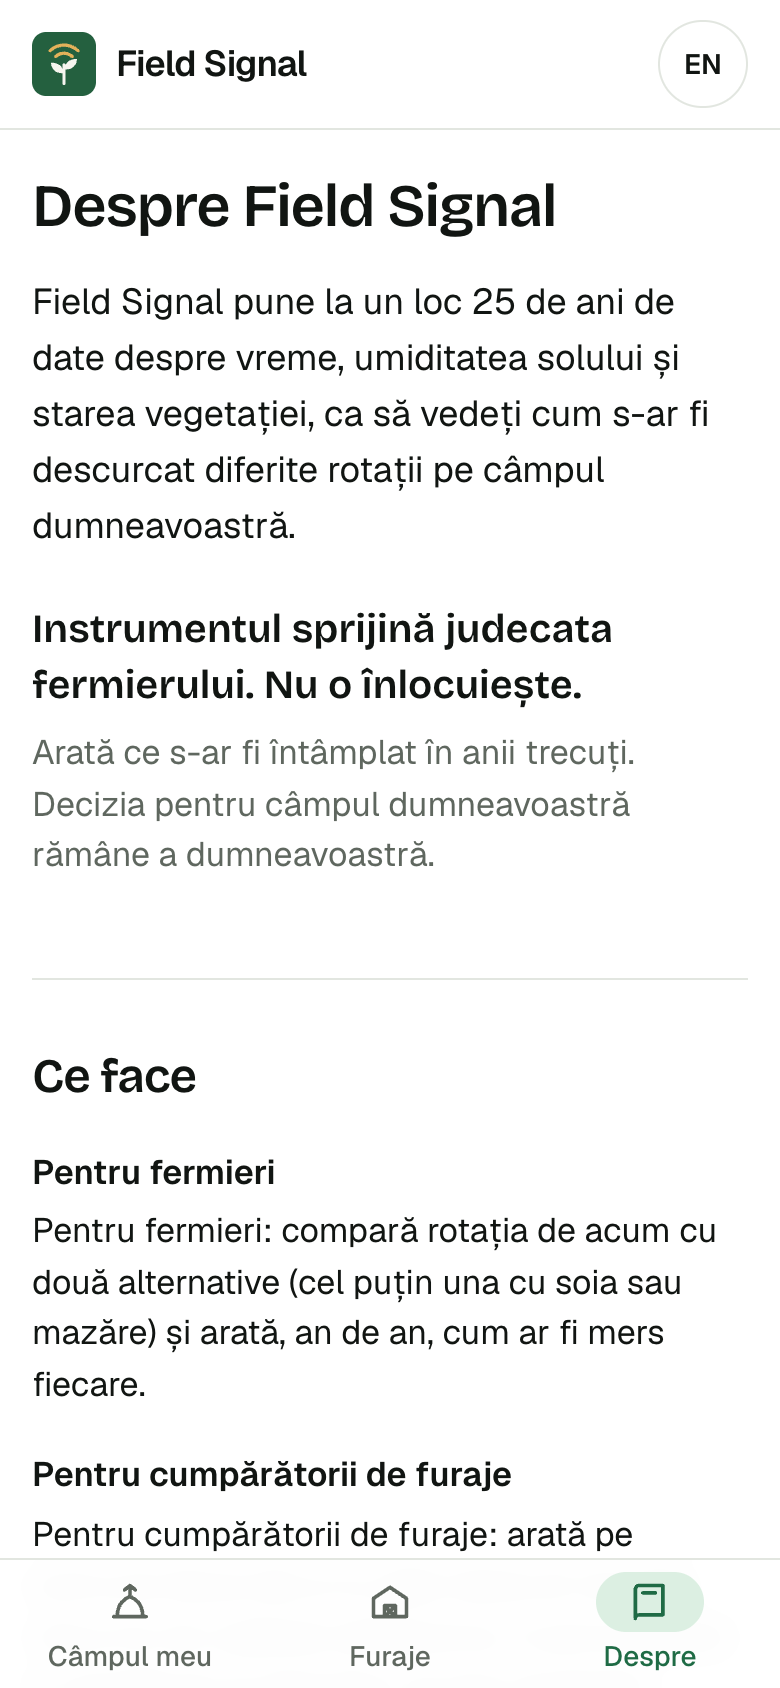 Field Signal
EN
Despre Field Signal
Field Signal pune la un loc 25 de ani de
date despre vreme, umiditatea solului și
starea vegetației, ca să vedeți cum s-ar fi
descurcat diferite rotații pe câmpul
dumneavoastră.
Instrumentul sprijină judecata
fermierului. Nu o înlocuiește.
Arată ce s-ar fi întâmplat în anii trecuți.
Decizia pentru câmpul dumneavoastră
rămâne a dumneavoastră.
Ce face
Pentru fermieri
Pentru fermieri: compară rotația de acum cu
două alternative (cel puțin una cu soia sau
mazăre) și arată, an de an, cum ar fi mers
fiecare.
Pentru cumpărătorii de furaje
Pentru cumpărătorii de furaje: arată pe
Câmpul meu
Furaje
Despre